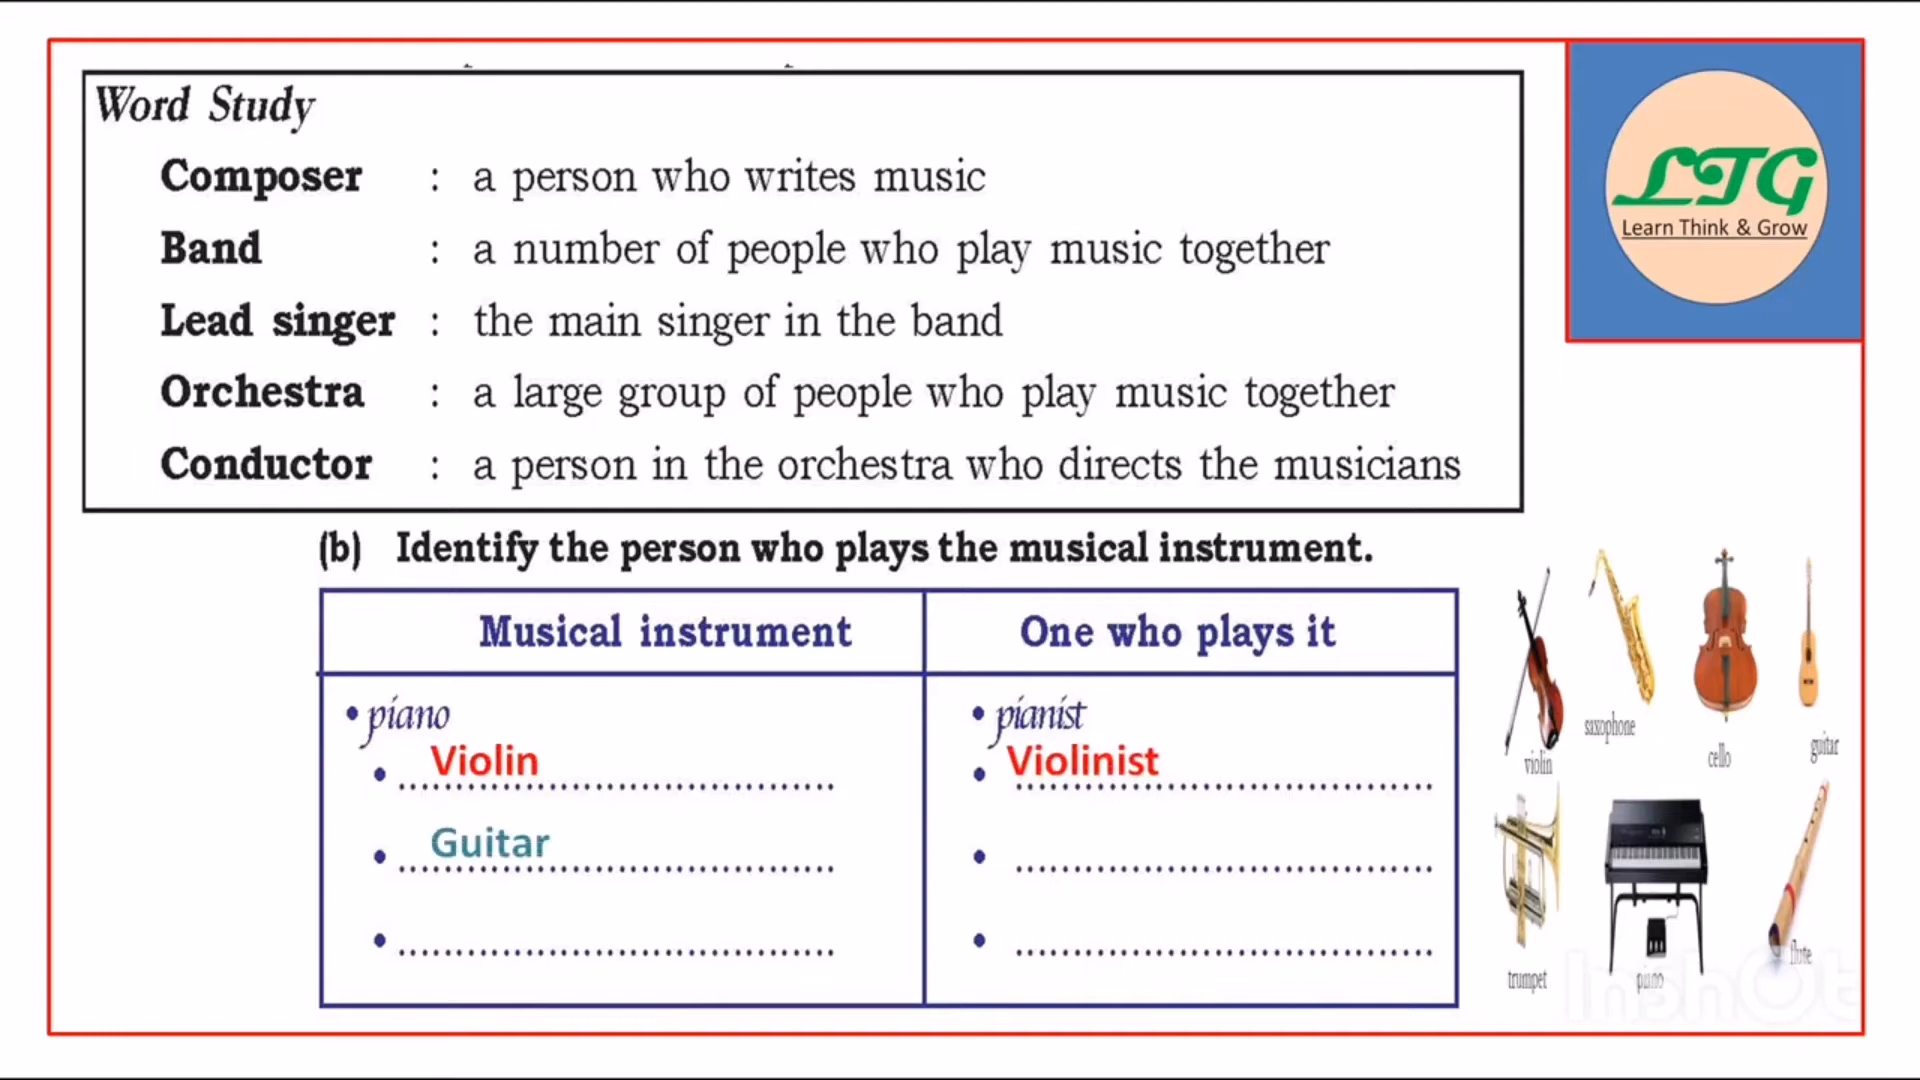 Word Study
Composer : a person who writes music
Band : a number of people who play music together
Lead singer : the main singer in the band
Orchestra : a large group of people who play music together
Conductor : a person in the orchestra who directs the musicians
LTG
Learn Think & Grow
(b) Identify the person who plays the musical instrument.
Musical instrument One who plays it
• piano • pianist
• Violin • Violinist
• Guitar •
• •
violin saxophone cello guitar
trumpet piano flute
InshOt